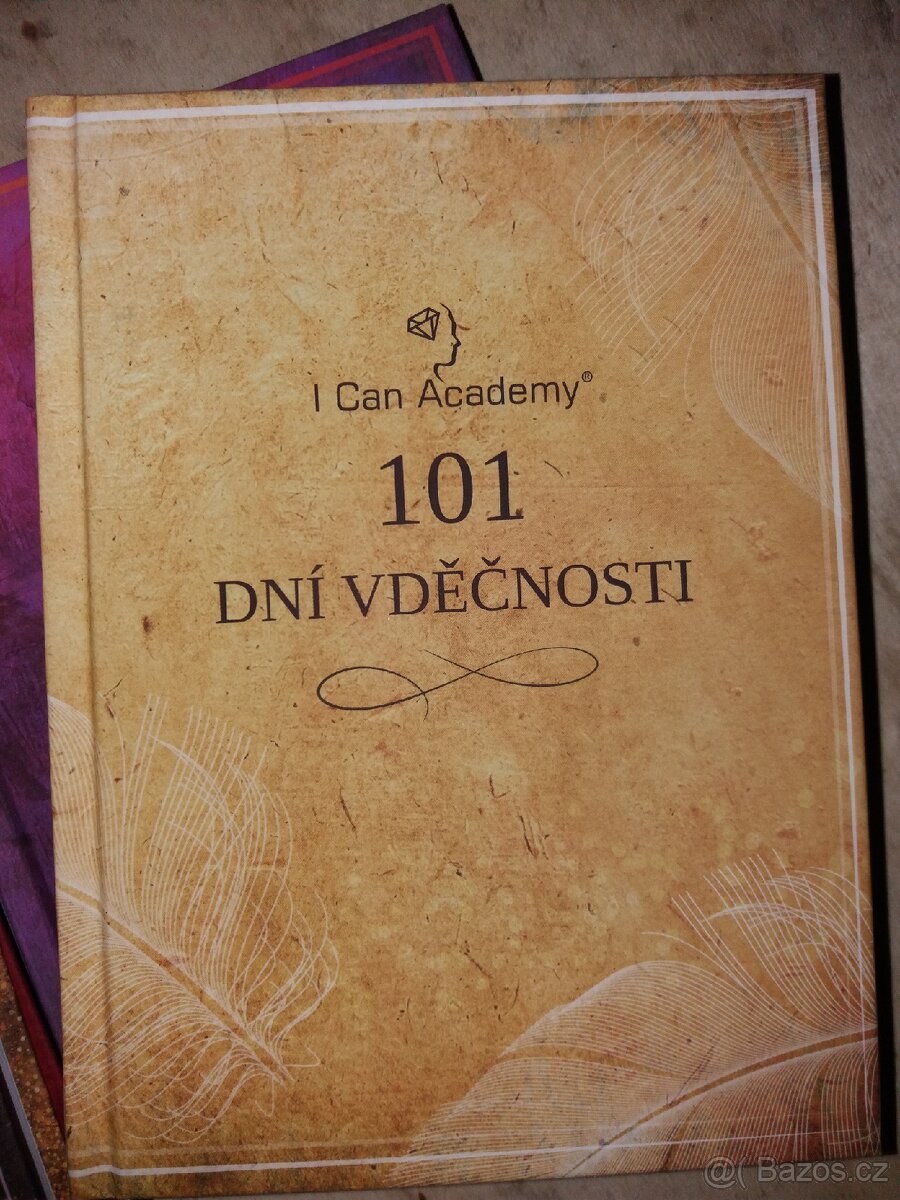 I Can Academy®
101
DNÍ VDĚČNOSTI
@( Bazos.cz